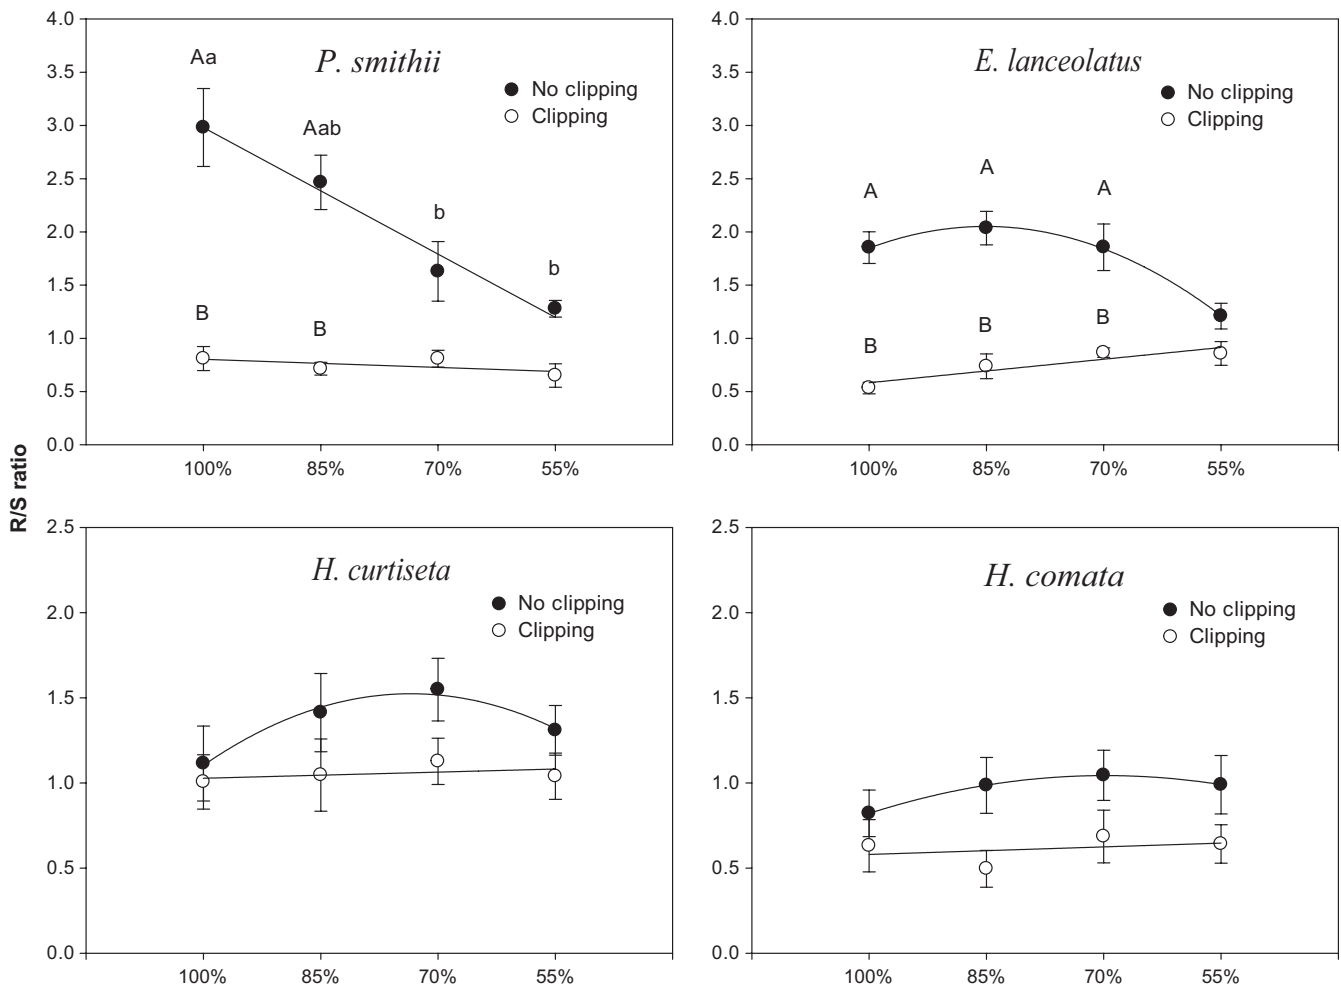 R/S ratio
P. smithii
No clipping
Clipping
4.0
3.5
3.0
2.5
2.0
1.5
1.0
0.5
0.0
Aa
Aab
b
b
B
B
100%
85%
70%
55%
E. lanceolatus
No clipping
Clipping
4.0
3.5
3.0
2.5
2.0
1.5
1.0
0.5
0.0
A
A
A
B
B
B
100%
85%
70%
55%
H. curtiseta
No clipping
Clipping
2.5
2.0
1.5
1.0
0.5
0.0
100%
85%
70%
55%
H. comata
No clipping
Clipping
2.5
2.0
1.5
1.0
0.5
0.0
100%
85%
70%
55%